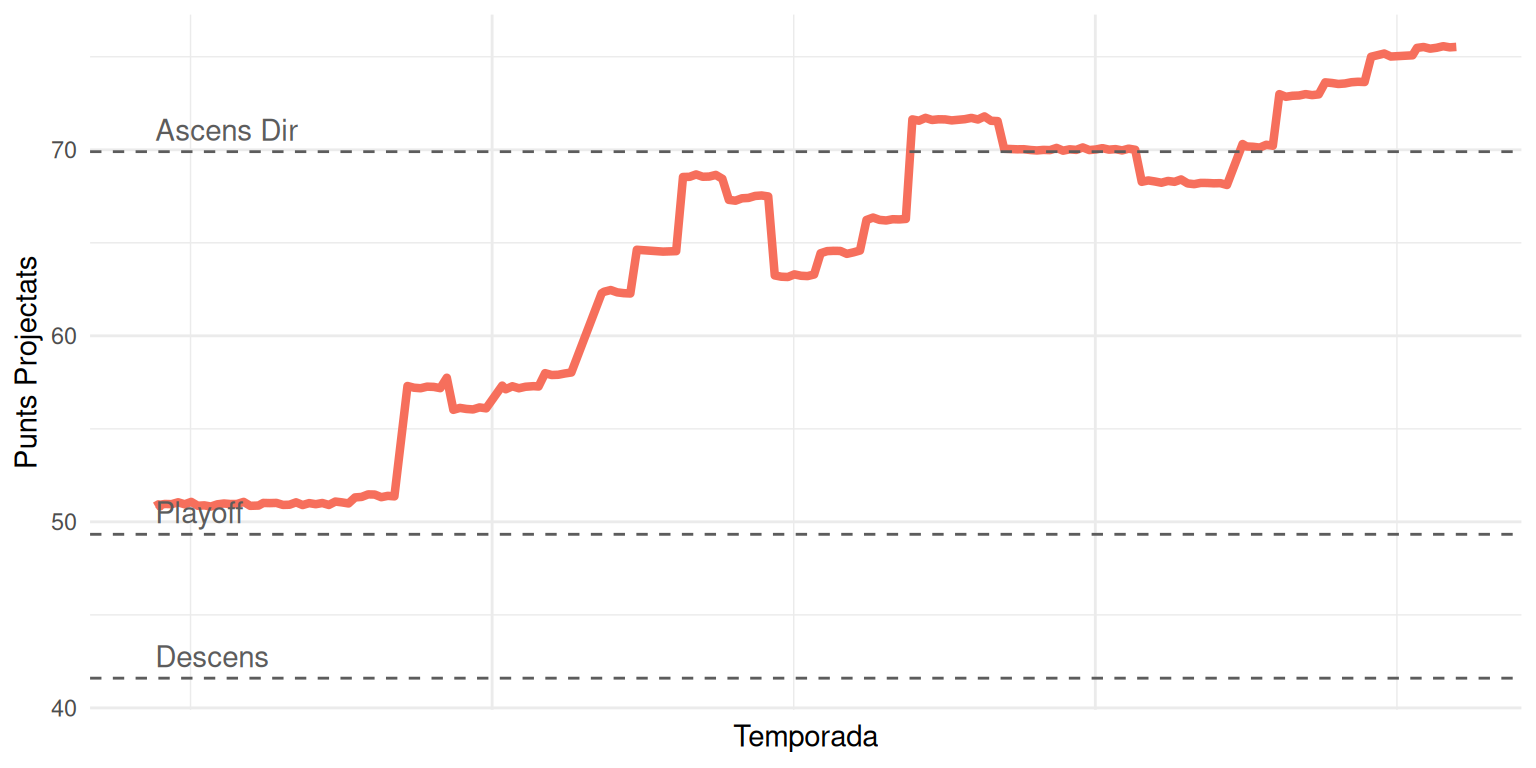 Ascens Dir
70
60
Punts Projectats
Playoff
50
Descens
40
Temporada